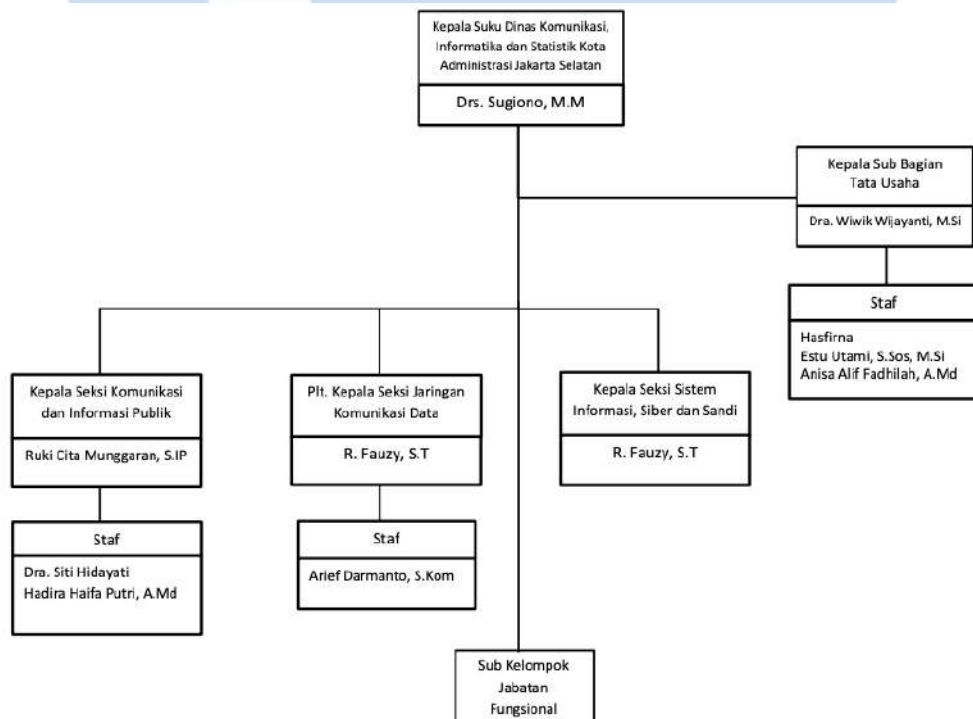 Kepala Suku Dinas Komunikasi,
Informatika dan Statistik Kota
Administrasi Jakarta Selatan
Drs. Sugiono, M.M
Kepala Sub Bagian
Tata Usaha
Dra. Wiwik Wijayanti, M.Si
Staf
Hasfirna
Estu Utami, S.Sos, M.Si
Anisa Alif Fadhilah, A.Md
Kepala Seksi Komunikasi
dan Informasi Publik
Ruki Cita Munggaran, S.IP
Staf
Dra. Siti Hidayati
Hadira Haifa Putri, A.Md
Plt. Kepala Seksi Jaringan
Komunikasi Data
R. Fauzy, S.T
Staf
Arief Darmanto, S.Kom
Kepala Seksi Sistem
Informasi, Siber dan Sandi
R. Fauzy, S.T
Sub Kelompok
Jabatan
Fungsional